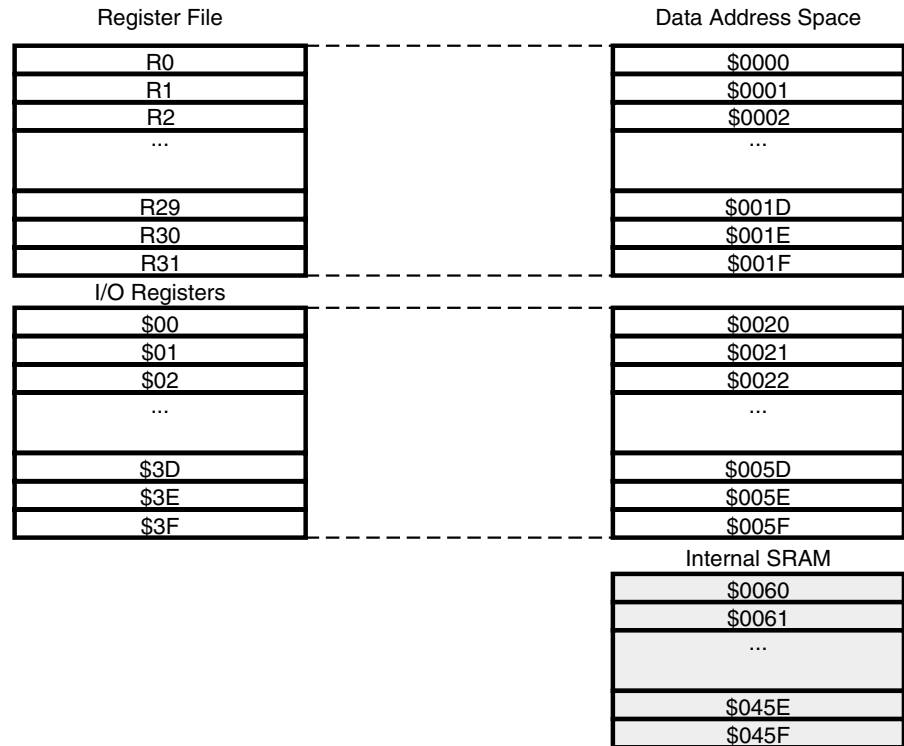 Register File Data Address Space
R0 $0000
R1 $0001
R2 $0002
... ...
R29 $001D
R30 $001E
R31 $001F
I/O Registers
$00 $0020
$01 $0021
$02 $0022
... ...
$3D $005D
$3E $005E
$3F $005F
Internal SRAM
$0060
$0061
...
$045E
$045F